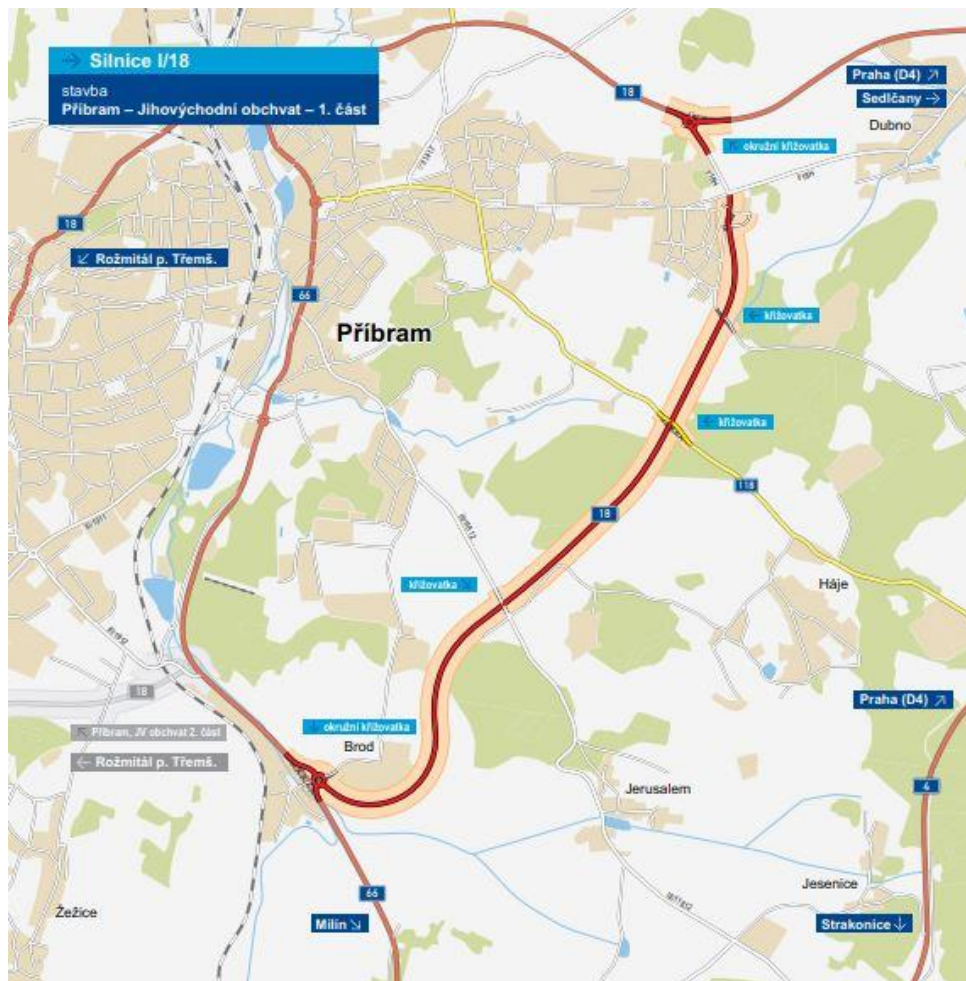 → Silnice I/18
stavba
Příbram – Jihovýchodní obchvat – 1. část
Praha (D4) ↗
Sedlčany →
Dubno
18
okružní křižovatka
18
↙ Rožmitál p. Třemš.
66
křižovatka
Příbram
křižovatka
118
18
křižovatka
Háje
18
Praha (D4) ↗
Příbram, JV obchvat 2. část
← Rožmitál p. Třemš.
okružní křižovatka
Brod
Jerusalem
4
66
Jesenice
Žežice
Milín ↘
Strakonice ↓